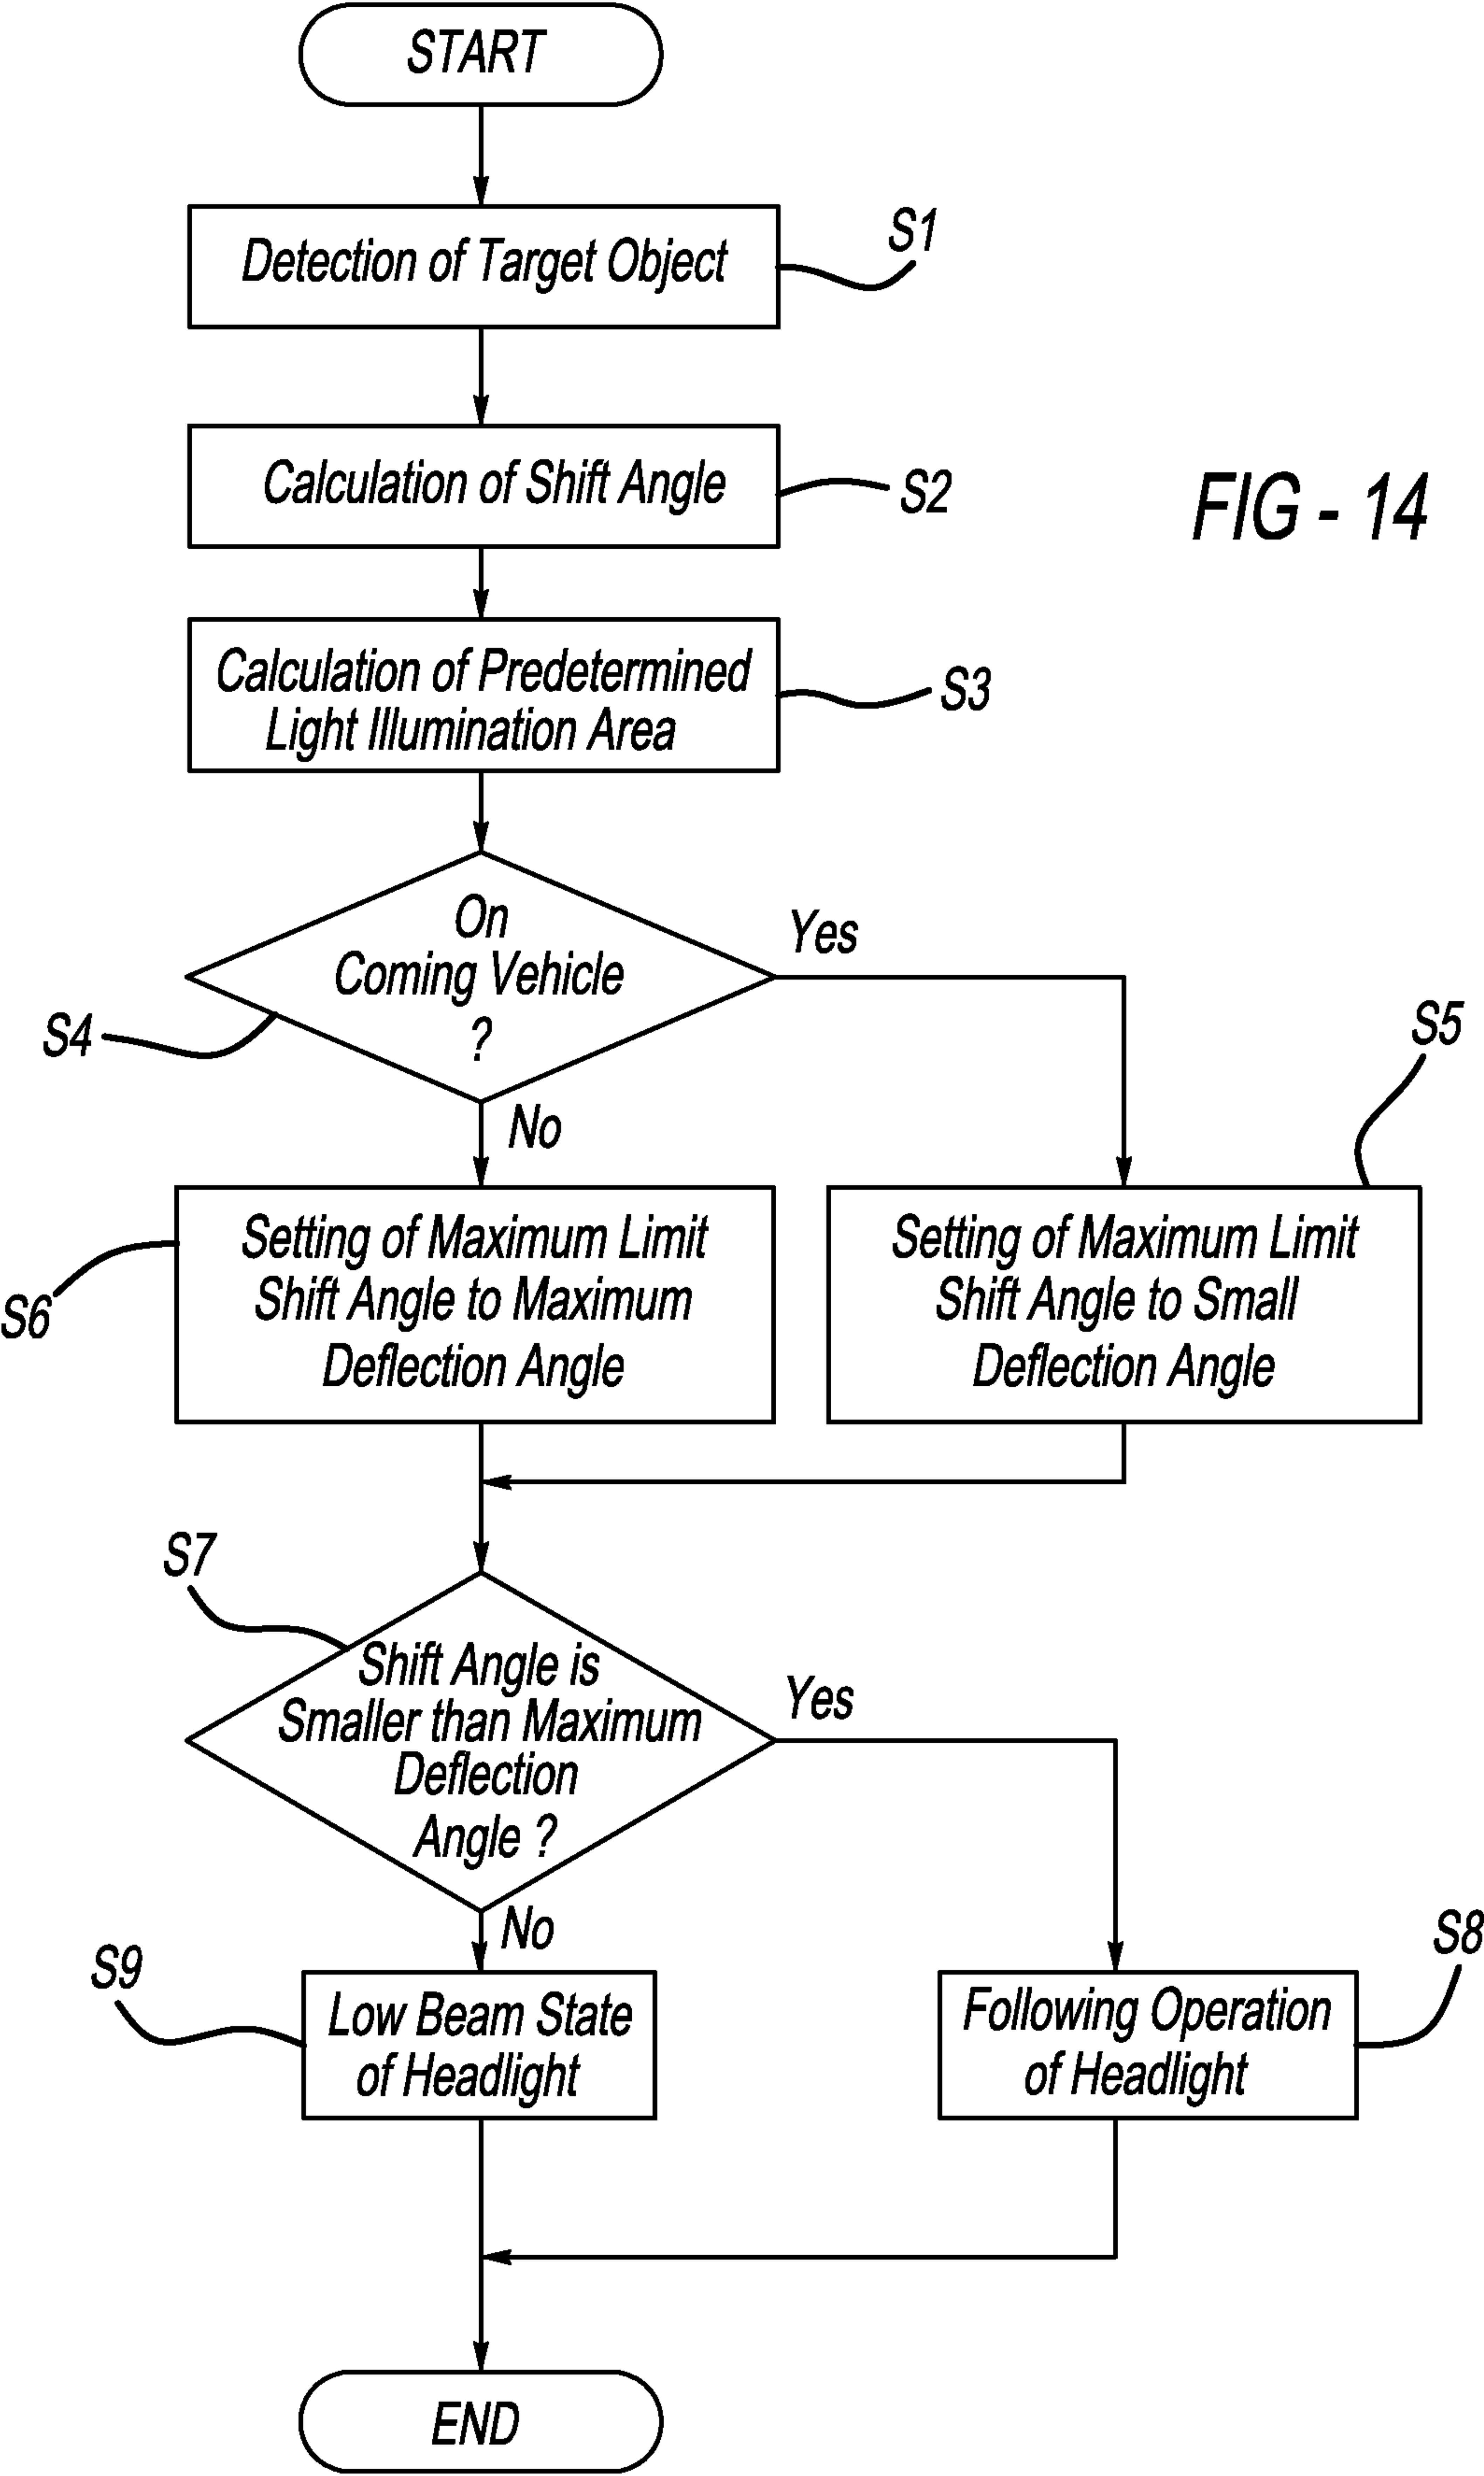 START
Detection of Target Object
S1
Calculation of Shift Angle
S2
FIG - 14
Calculation of Predetermined
Light Illumination Area
S3
On
Coming Vehicle
?
Yes
S4
No
S5
Setting of Maximum Limit
Shift Angle to Maximum
Deflection Angle
S6
Setting of Maximum Limit
Shift Angle to Small
Deflection Angle
S7
Shift Angle is
Smaller than Maximum
Deflection
Angle ?
Yes
No
S9
Low Beam State
of Headlight
S8
Following Operation
of Headlight
END